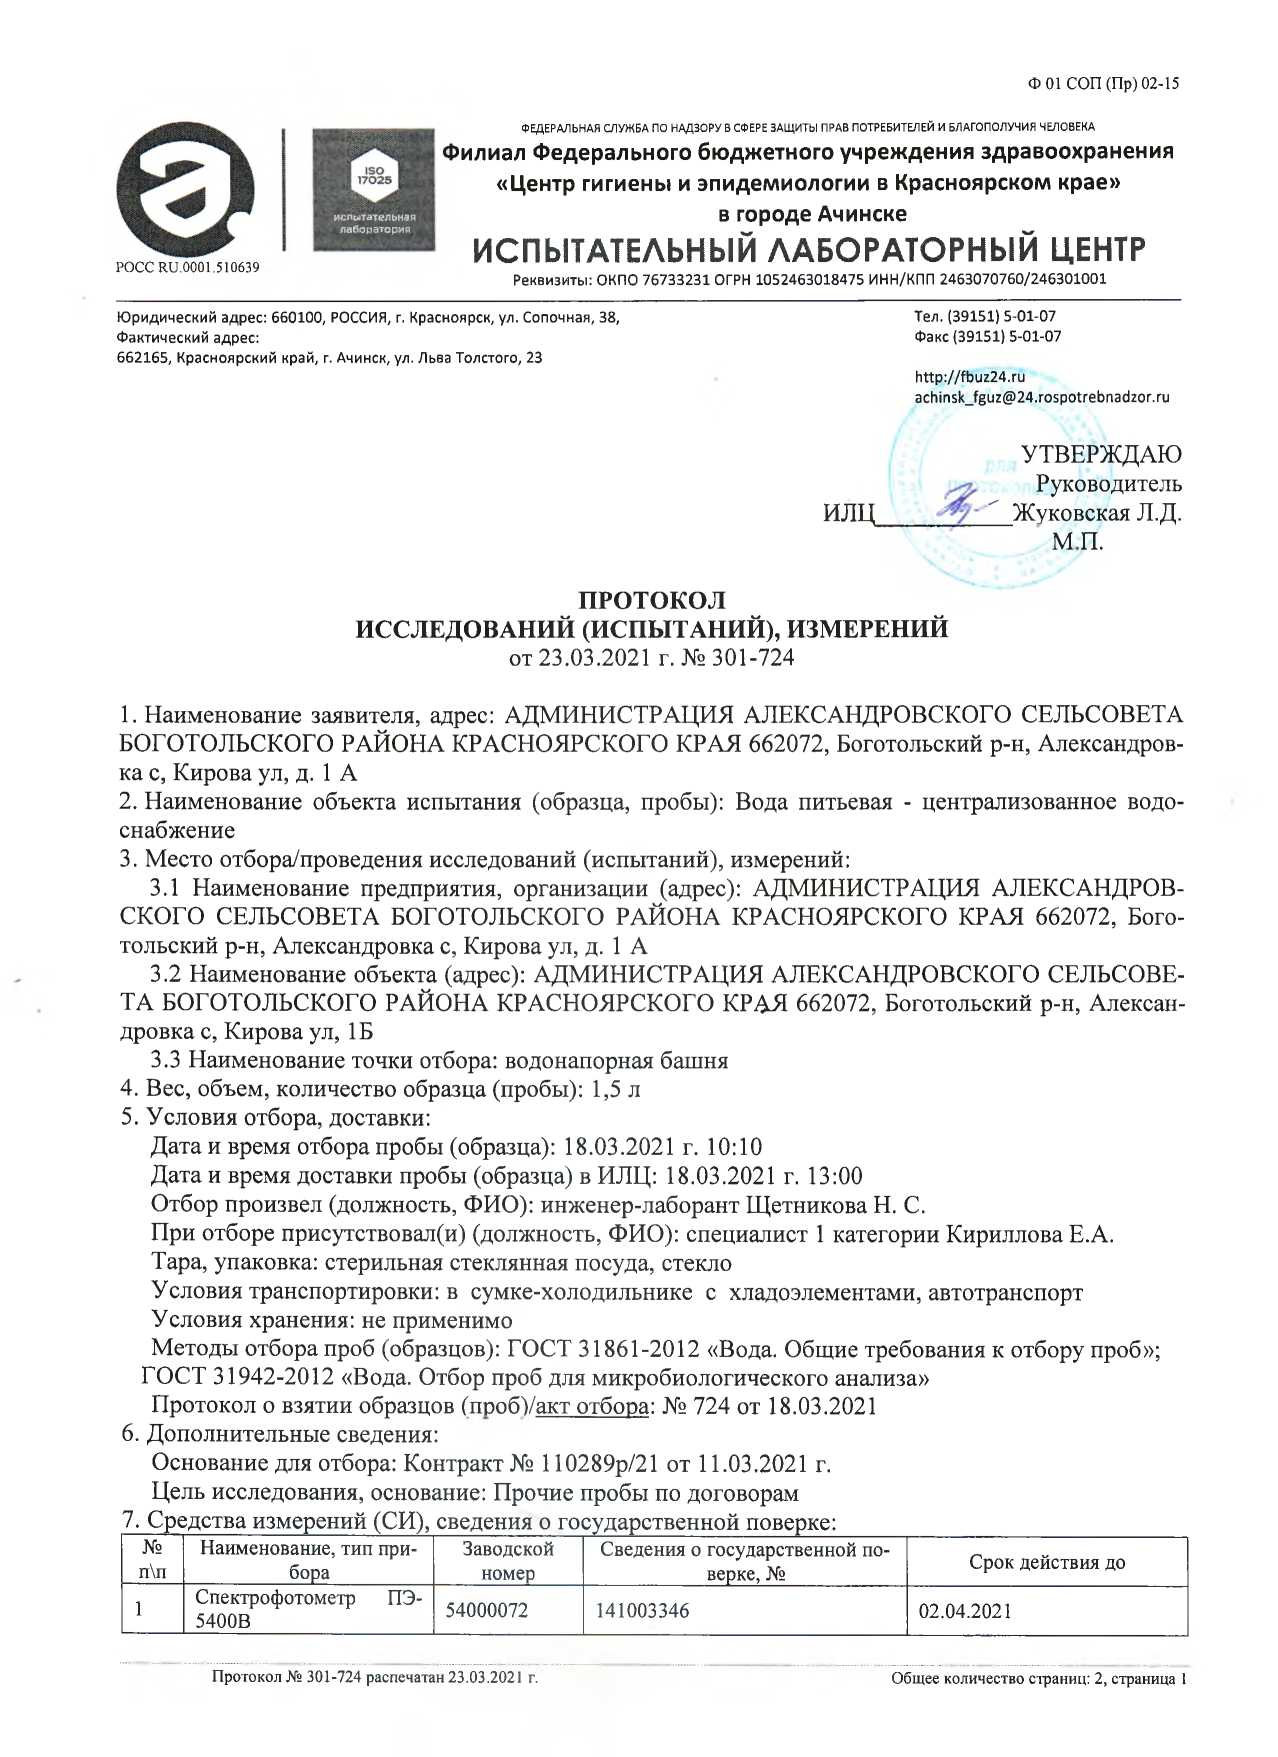 Ф 01 СОП (Пр) 02-15
ФЕДЕРАЛЬНАЯ СЛУЖБА ПО НАДЗОРУ В СФЕРЕ ЗАЩИТЫ ПРАВ ПОТРЕБИТЕЛЕЙ И БЛАГОПОЛУЧИЯ ЧЕЛОВЕКА
Филиал Федерального бюджетного учреждения здравоохранения
«Центр гигиены и эпидемиологии в Красноярском крае»
в городе Ачинске
ИСПЫТАТЕЛЬНЫЙ ЛАБОРАТОРНЫЙ ЦЕНТР
Реквизиты: ОКПО 76733231 ОГРН 1052463018475 ИНН/КПП 2463070760/246301001
ISO
17025
испытательная
лаборатория
РОСС RU.0001.510639
Юридический адрес: 660100, РОССИЯ, г. Красноярск, ул. Сопочная, 38,
Фактический адрес:
662165, Красноярский край, г. Ачинск, ул. Льва Толстого, 23
Тел. (39151) 5-01-07
Факс (39151) 5-01-07
http://fbuz24.ru
achinsk_fguz@24.rospotrebnadzor.ru
ДЛЯ
ПРОТОКОЛОВ
УТВЕРЖДАЮ
Руководитель
ИЛЦ___________Жуковская Л.Д.
М.П.
ПРОТОКОЛ
ИССЛЕДОВАНИЙ (ИСПЫТАНИЙ), ИЗМЕРЕНИЙ
от 23.03.2021 г. № 301-724
1. Наименование заявителя, адрес: АДМИНИСТРАЦИЯ АЛЕКСАНДРОВСКОГО СЕЛЬСОВЕТА
БОГОТОЛЬСКОГО РАЙОНА КРАСНОЯРСКОГО КРАЯ 662072, Боготольский р-н, Александров-
ка с, Кирова ул, д. 1 А
2. Наименование объекта испытания (образца, пробы): Вода питьевая - централизованное водо-
снабжение
3. Место отбора/проведения исследований (испытаний), измерений:
3.1 Наименование предприятия, организации (адрес): АДМИНИСТРАЦИЯ АЛЕКСАНДРОВ-
СКОГО СЕЛЬСОВЕТА БОГОТОЛЬСКОГО РАЙОНА КРАСНОЯРСКОГО КРАЯ 662072, Бого-
тольский р-н, Александровка с, Кирова ул, д. 1 А
3.2 Наименование объекта (адрес): АДМИНИСТРАЦИЯ АЛЕКСАНДРОВСКОГО СЕЛЬСОВЕ-
ТА БОГОТОЛЬСКОГО РАЙОНА КРАСНОЯРСКОГО КРАЯ 662072, Боготольский р-н, Алексан-
дровка с, Кирова ул, 1Б
3.3 Наименование точки отбора: водонапорная башня
4. Вес, объем, количество образца (пробы): 1,5 л
5. Условия отбора, доставки:
Дата и время отбора пробы (образца): 18.03.2021 г. 10:10
Дата и время доставки пробы (образца) в ИЛЦ: 18.03.2021 г. 13:00
Отбор произвел (должность, ФИО): инженер-лаборант Щетникова Н. С.
При отборе присутствовал(и) (должность, ФИО): специалист 1 категории Кириллова Е.А.
Тара, упаковка: стерильная стеклянная посуда, стекло
Условия транспортировки: в сумке-холодильнике с хладоэлементами, автотранспорт
Условия хранения: не применимо
Методы отбора проб (образцов): ГОСТ 31861-2012 «Вода. Общие требования к отбору проб»;
ГОСТ 31942-2012 «Вода. Отбор проб для микробиологического анализа»
Протокол о взятии образцов (проб)/акт отбора: № 724 от 18.03.2021
6. Дополнительные сведения:
Основание для отбора: Контракт № 110289р/21 от 11.03.2021 г.
Цель исследования, основание: Прочие пробы по договорам
7. Средства измерений (СИ), сведения о государственной поверке:
№ п\п Наименование, тип при-бора Заводской номер Сведения о государственной по-верке, № Срок действия до
1 Спектрофотометр ПЭ-5400В 54000072 141003346 02.04.2021
Протокол № 301-724 распечатан 23.03.2021 г. Общее количество страниц: 2, страница 1